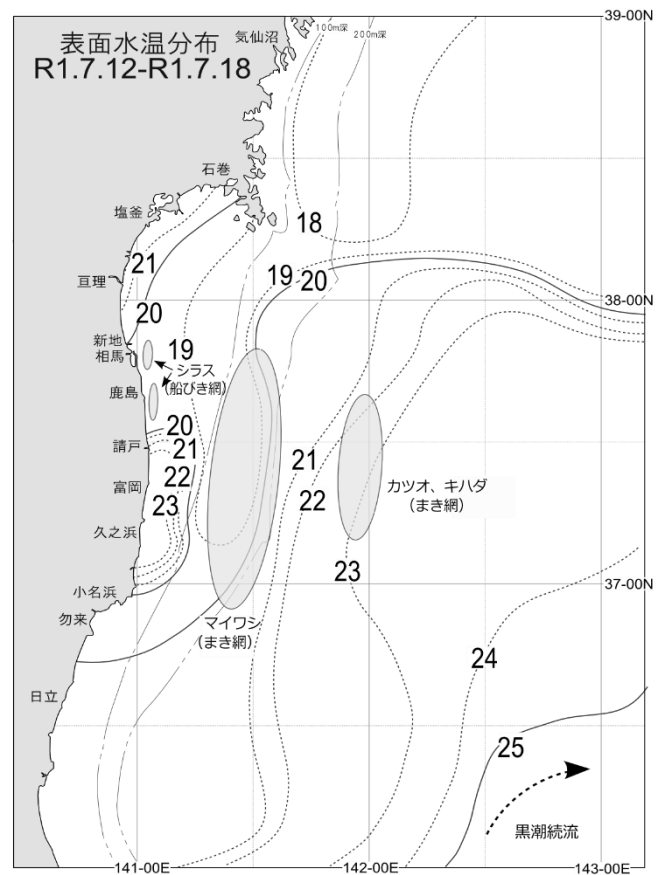 表面水温分布
R1.7.12-R1.7.18
気仙沼
100m深
200m深
39-00N
石巻
塩釜
18
21
亘理
19
20
38-00N
20
新地
相馬
19
シラス
(船びき網)
鹿島
20
請戸
21
21
22
富岡
22
カツオ、キハダ
(まき網)
23
久之浜
23
37-00N
小名浜
勿来
マイワシ
(まき網)
24
日立
25
黒潮続流
141-00E
142-00E
143-00E